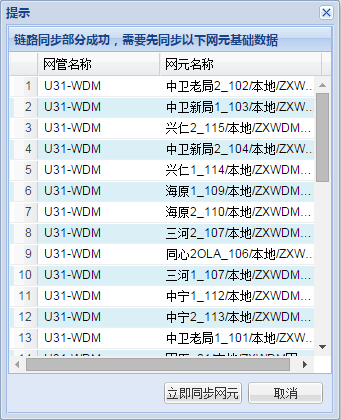 提示
链路同步部分成功，需要先同步以下网元基础数据
网管名称 网元名称
1 U31-WDM 中卫老局2_102/本地/ZXW...
2 U31-WDM 中卫新局1_103/本地/ZXW...
3 U31-WDM 兴仁2_115/本地/ZXWDM...
4 U31-WDM 中卫新局2_104/本地/ZXW...
5 U31-WDM 兴仁1_114/本地/ZXWDM...
6 U31-WDM 海原1_109/本地/ZXWDM...
7 U31-WDM 海原2_110/本地/ZXWDM...
8 U31-WDM 三河2_107/本地/ZXWDM...
9 U31-WDM 同心2OLA_106/本地/ZXW...
10 U31-WDM 三河1_107/本地/ZXWDM...
11 U31-WDM 中宁1_112/本地/ZXWDM...
12 U31-WDM 中宁2_113/本地/ZXWDM...
13 U31-WDM 中卫老局1_101/本地/ZXW...
14 U31-WDM
立即同步网元 取消